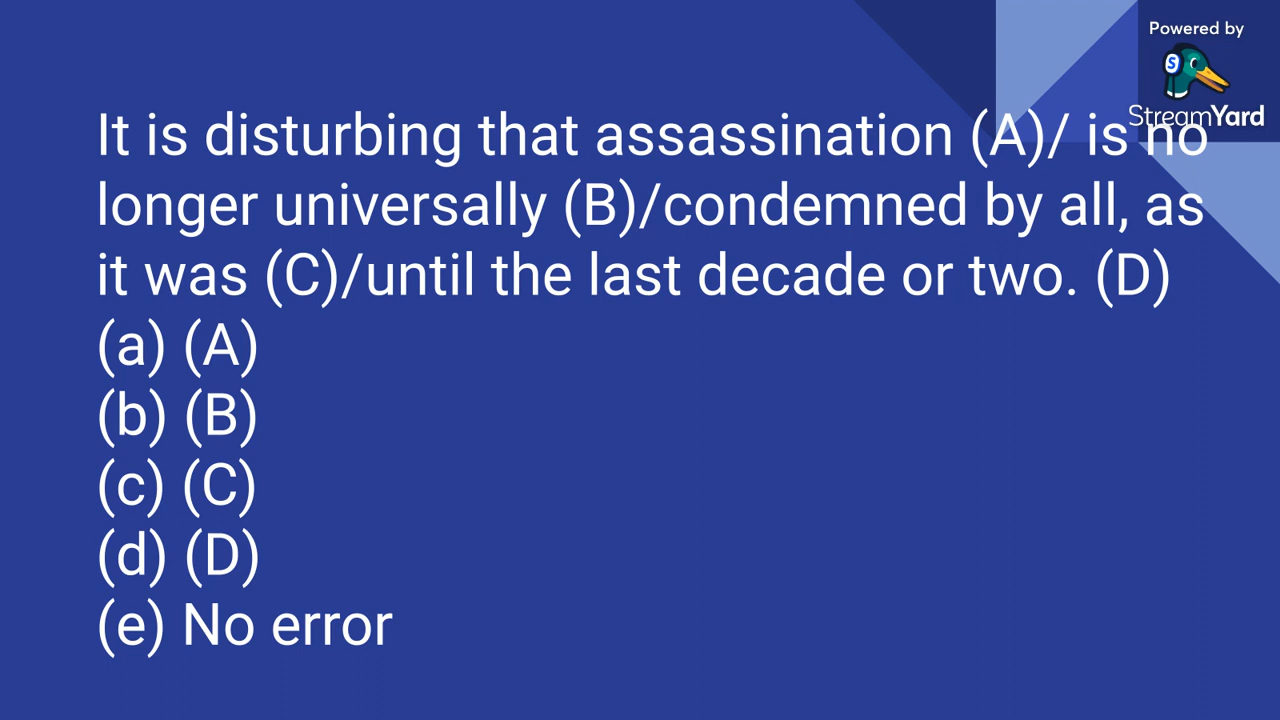 Powered by
StreamYard
It is disturbing that assassination (A)/ is no
longer universally (B)/condemned by all, as
it was (C)/until the last decade or two. (D)
(a) (A)
(b) (B)
(c) (C)
(d) (D)
(e) No error